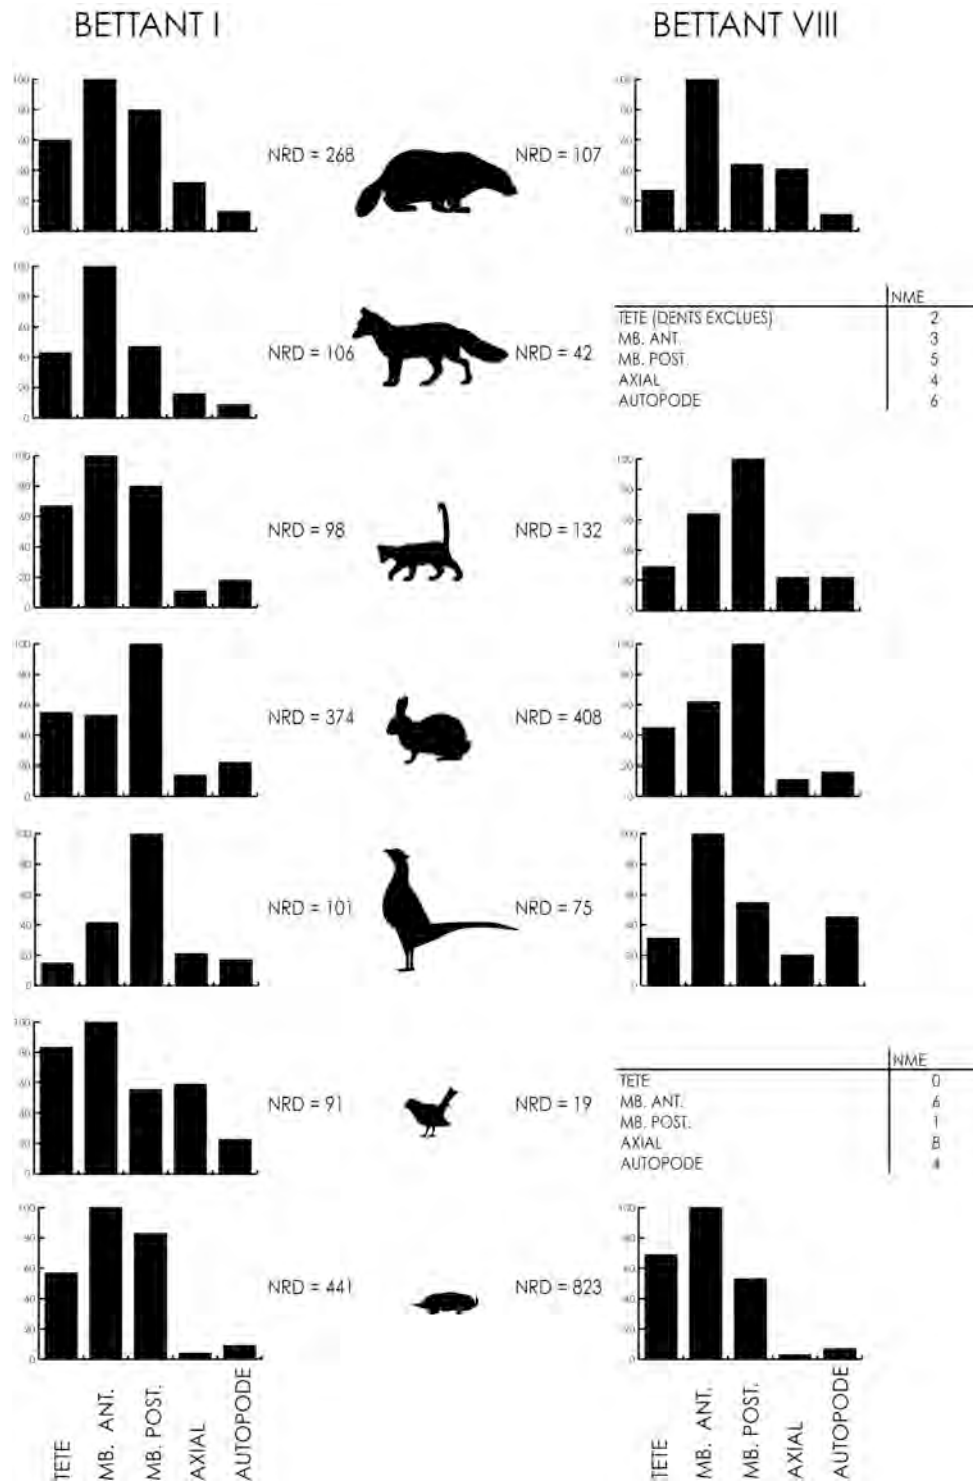 BETTANT I
BETTANT VIII
NRD = 268
NRD = 107
NRD = 106
NRD = 42
NME
TETE (DENTS EXCLUES) 2
MB. ANT. 3
MB. POST. 5
AXIAL 4
AUTOPODE 6
NRD = 98
NRD = 132
NRD = 374
NRD = 408
NRD = 101
NRD = 75
NRD = 91
NRD = 19
NME
TETE 0
MB. ANT. 6
MB. POST. 1
AXIAL 8
AUTOPODE 4
NRD = 441
NRD = 823
TETE
MB. ANT.
MB. POST.
AXIAL
AUTOPODE
TETE
MB. ANT.
MB. POST.
AXIAL
AUTOPODE